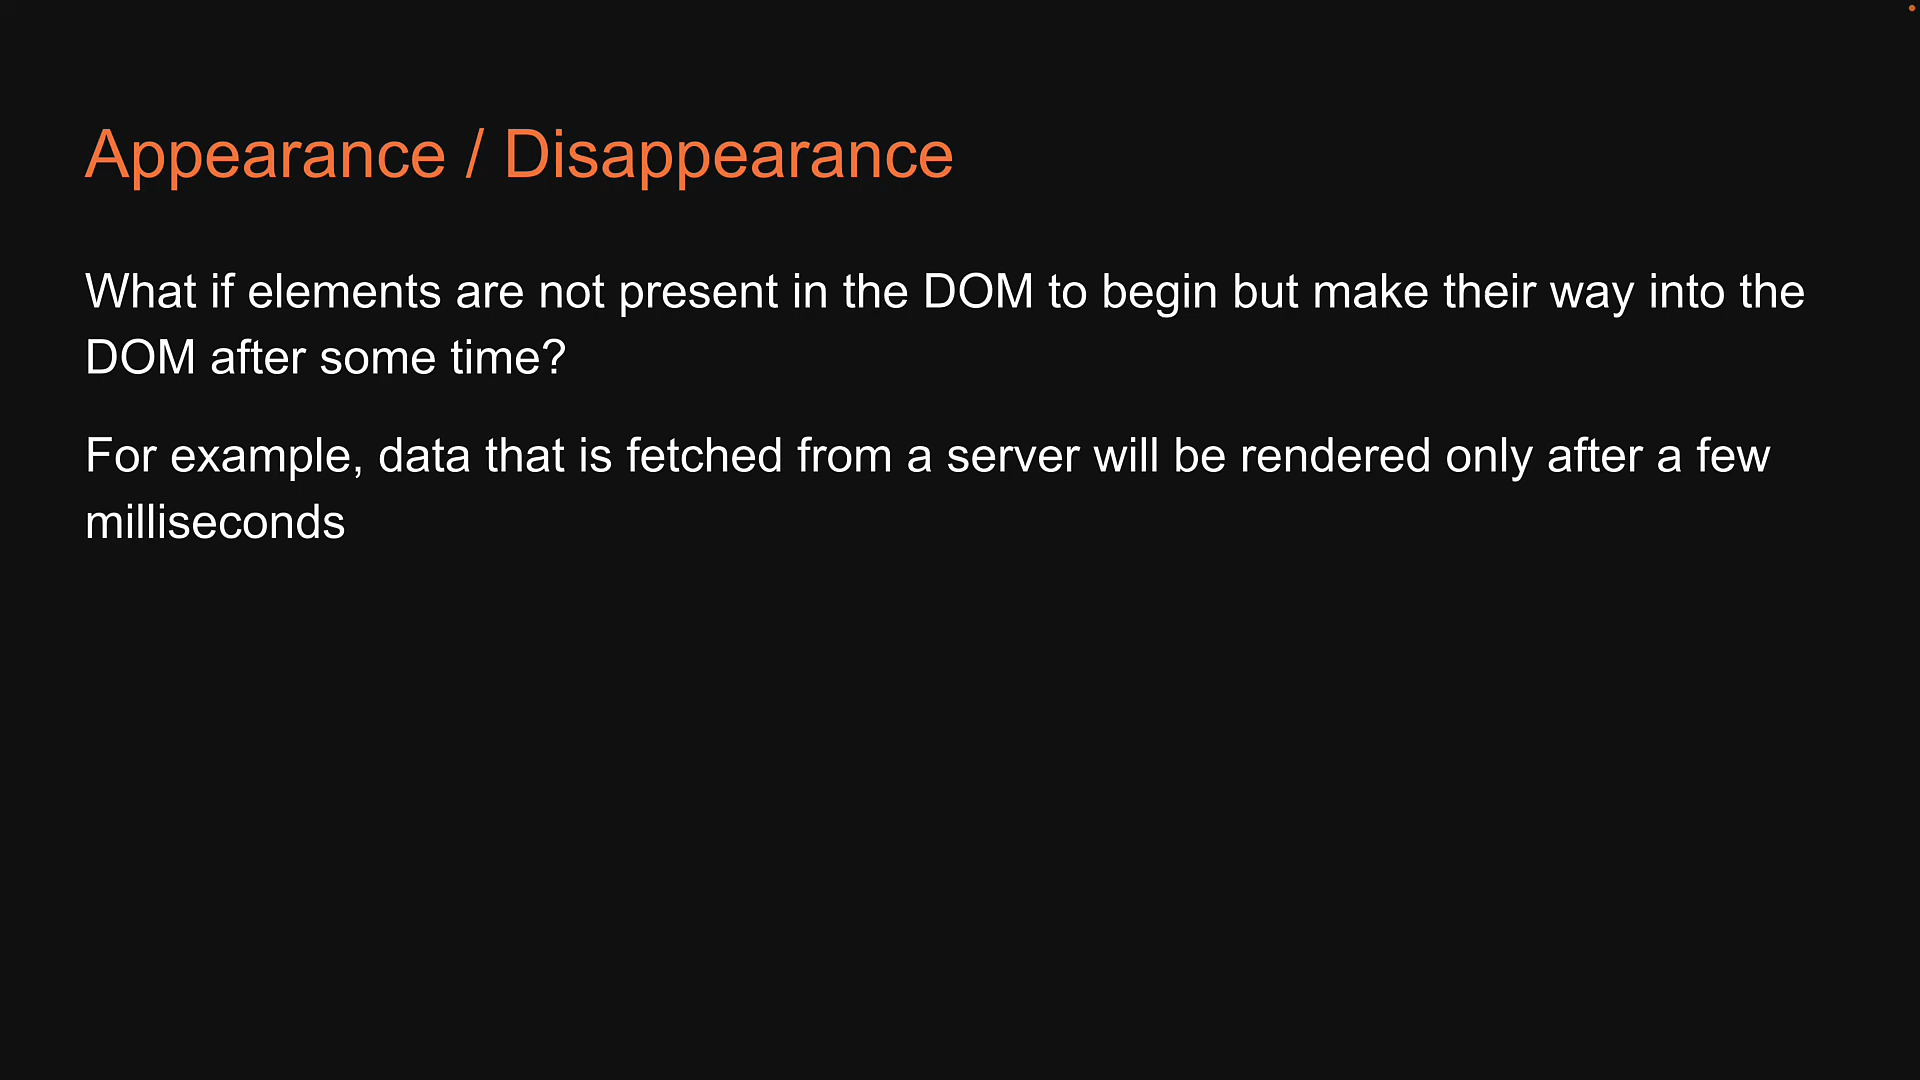 Appearance / Disappearance
What if elements are not present in the DOM to begin but make their way into the
DOM after some time?
For example, data that is fetched from a server will be rendered only after a few
milliseconds